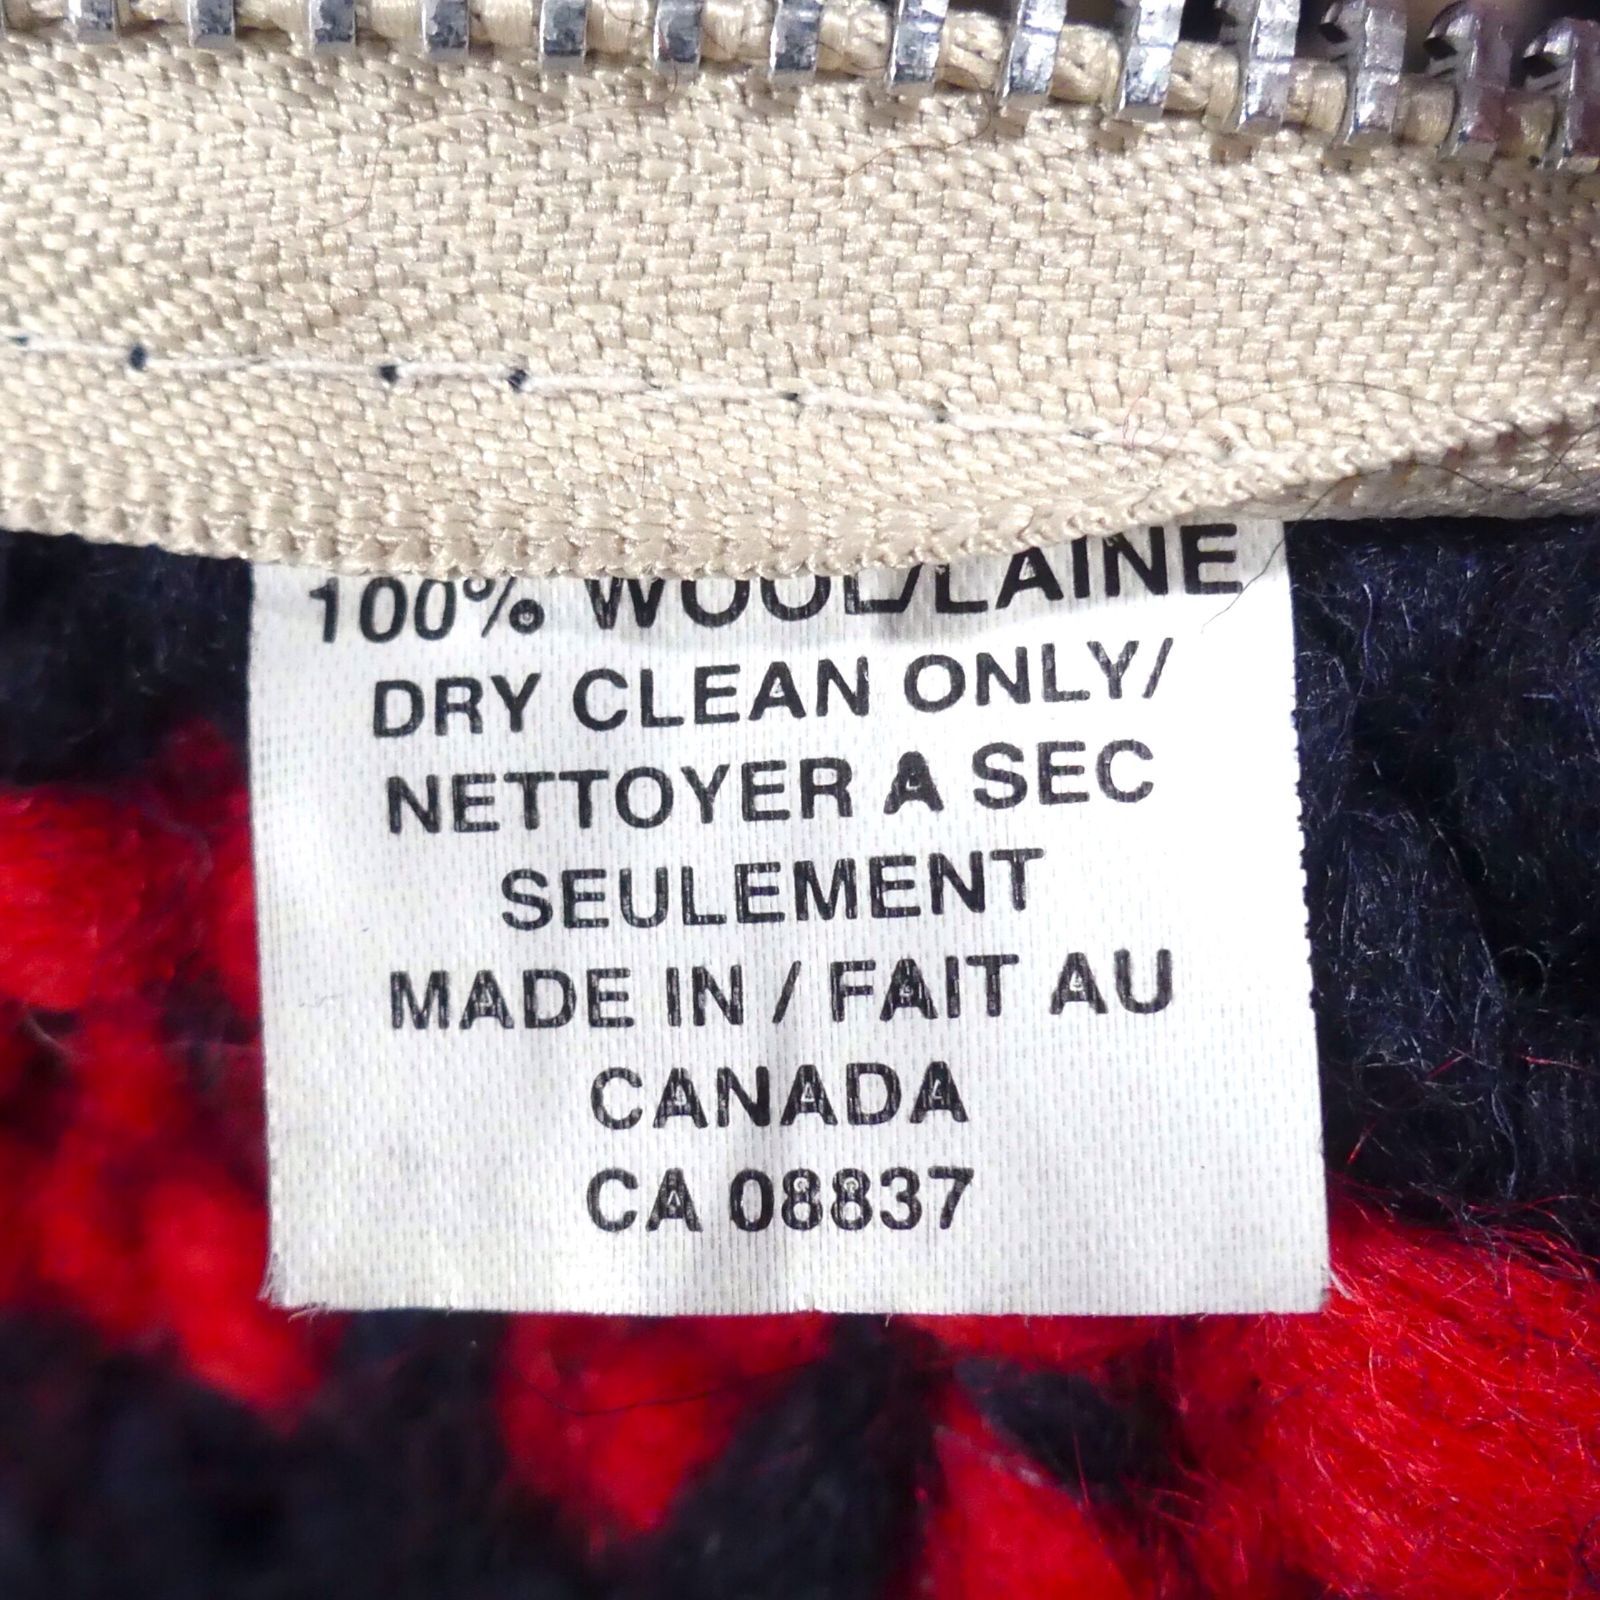 100% WOOL/LAINE
DRY CLEAN ONLY/
NETTOYER A SEC
SEULEMENT
MADE IN / FAIT AU
CANADA
CA 08837